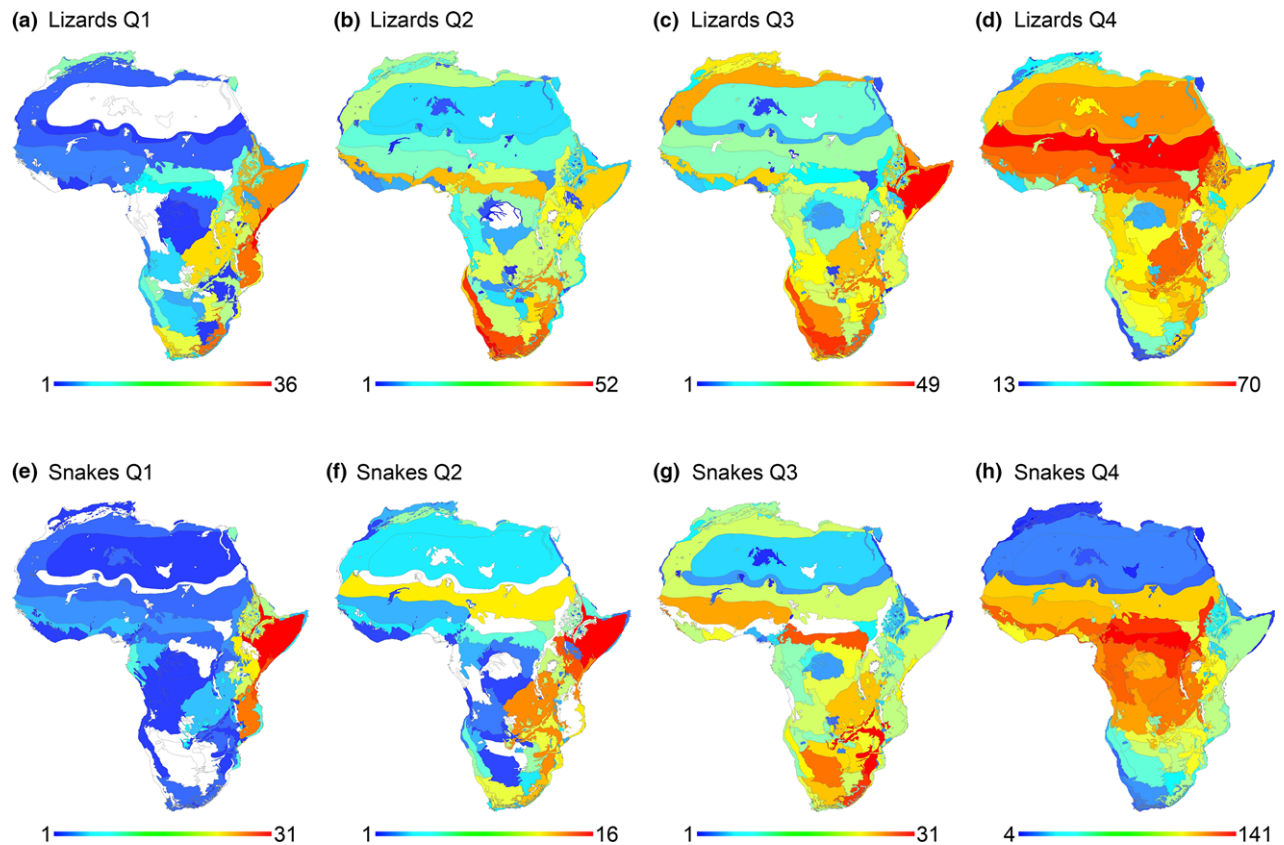 (a) Lizards Q1
(b) Lizards Q2
(c) Lizards Q3
(d) Lizards Q4
1 36
1 52
1 49
13 70
(e) Snakes Q1
(f) Snakes Q2
(g) Snakes Q3
(h) Snakes Q4
1 31
1 16
1 31
4 141